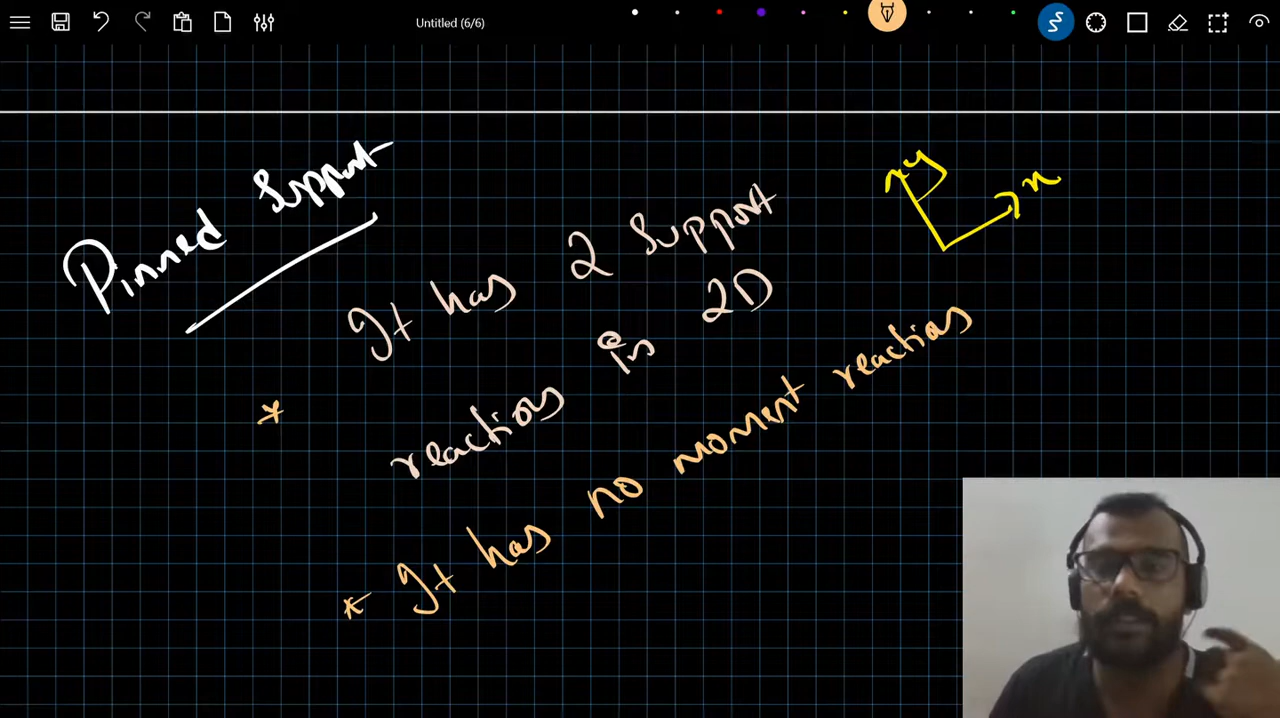 Untitled (6/6)
Pinned Support
It has 2 Support
reactions in 2D
* It has no moment reactions
y
x
*